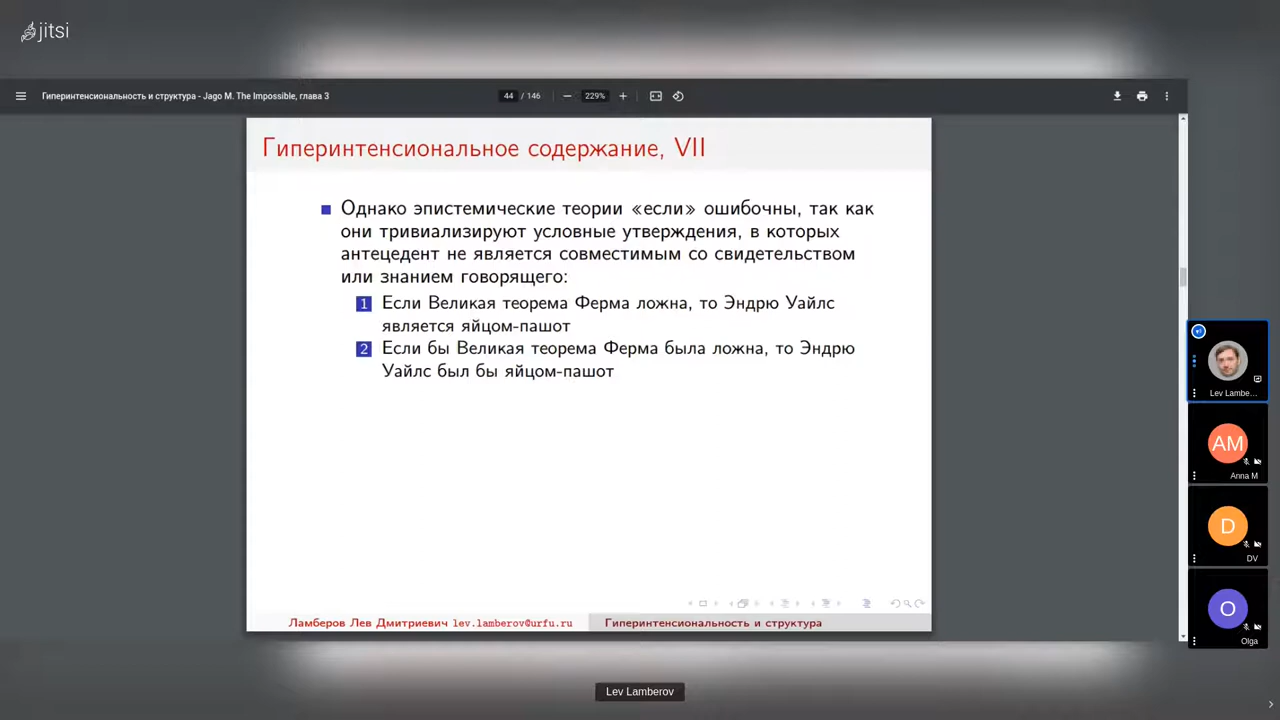 jitsi
Гиперинтенсиональность и структура - Jago M. The Impossible, глава 3
44 / 146
229%
Гиперинтенсиональное содержание, VII
Однако эпистемические теории «если» ошибочны, так как
они тривиализируют условные утверждения, в которых
антецедент не является совместимым со свидетельством
или знанием говорящего:
1 Если Великая теорема Ферма ложна, то Эндрю Уайлс
является яйцом-пашот
2 Если бы Великая теорема Ферма была ложна, то Эндрю
Уайлс был бы яйцом-пашот
Ламберов Лев Дмитриевич lev.lamberov@urfu.ru
Гиперинтенсиональность и структура
Lev Lambe...
AM
Anna M
D
DV
O
Olga
Lev Lamberov